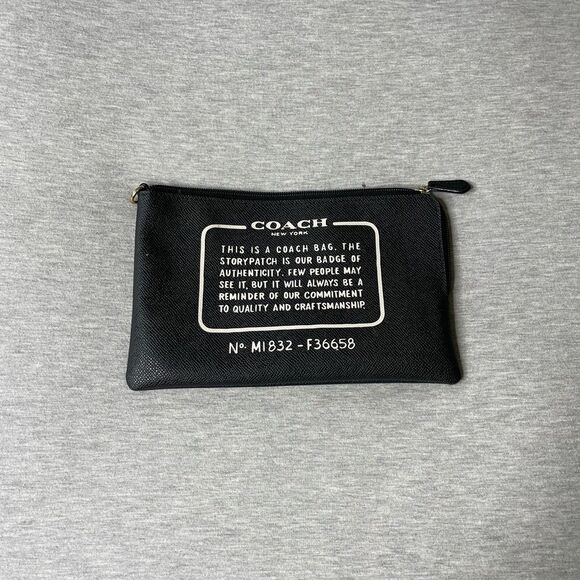 COACH
NEW YORK
THIS IS A COACH BAG. THE
STORYPATCH IS OUR BADGE OF
AUTHENTICITY. FEW PEOPLE MAY
SEE IT, BUT IT WILL ALWAYS BE A
REMINDER OF OUR COMMITMENT
TO QUALITY AND CRAFTSMANSHIP.
Nº. M1832 - F36658